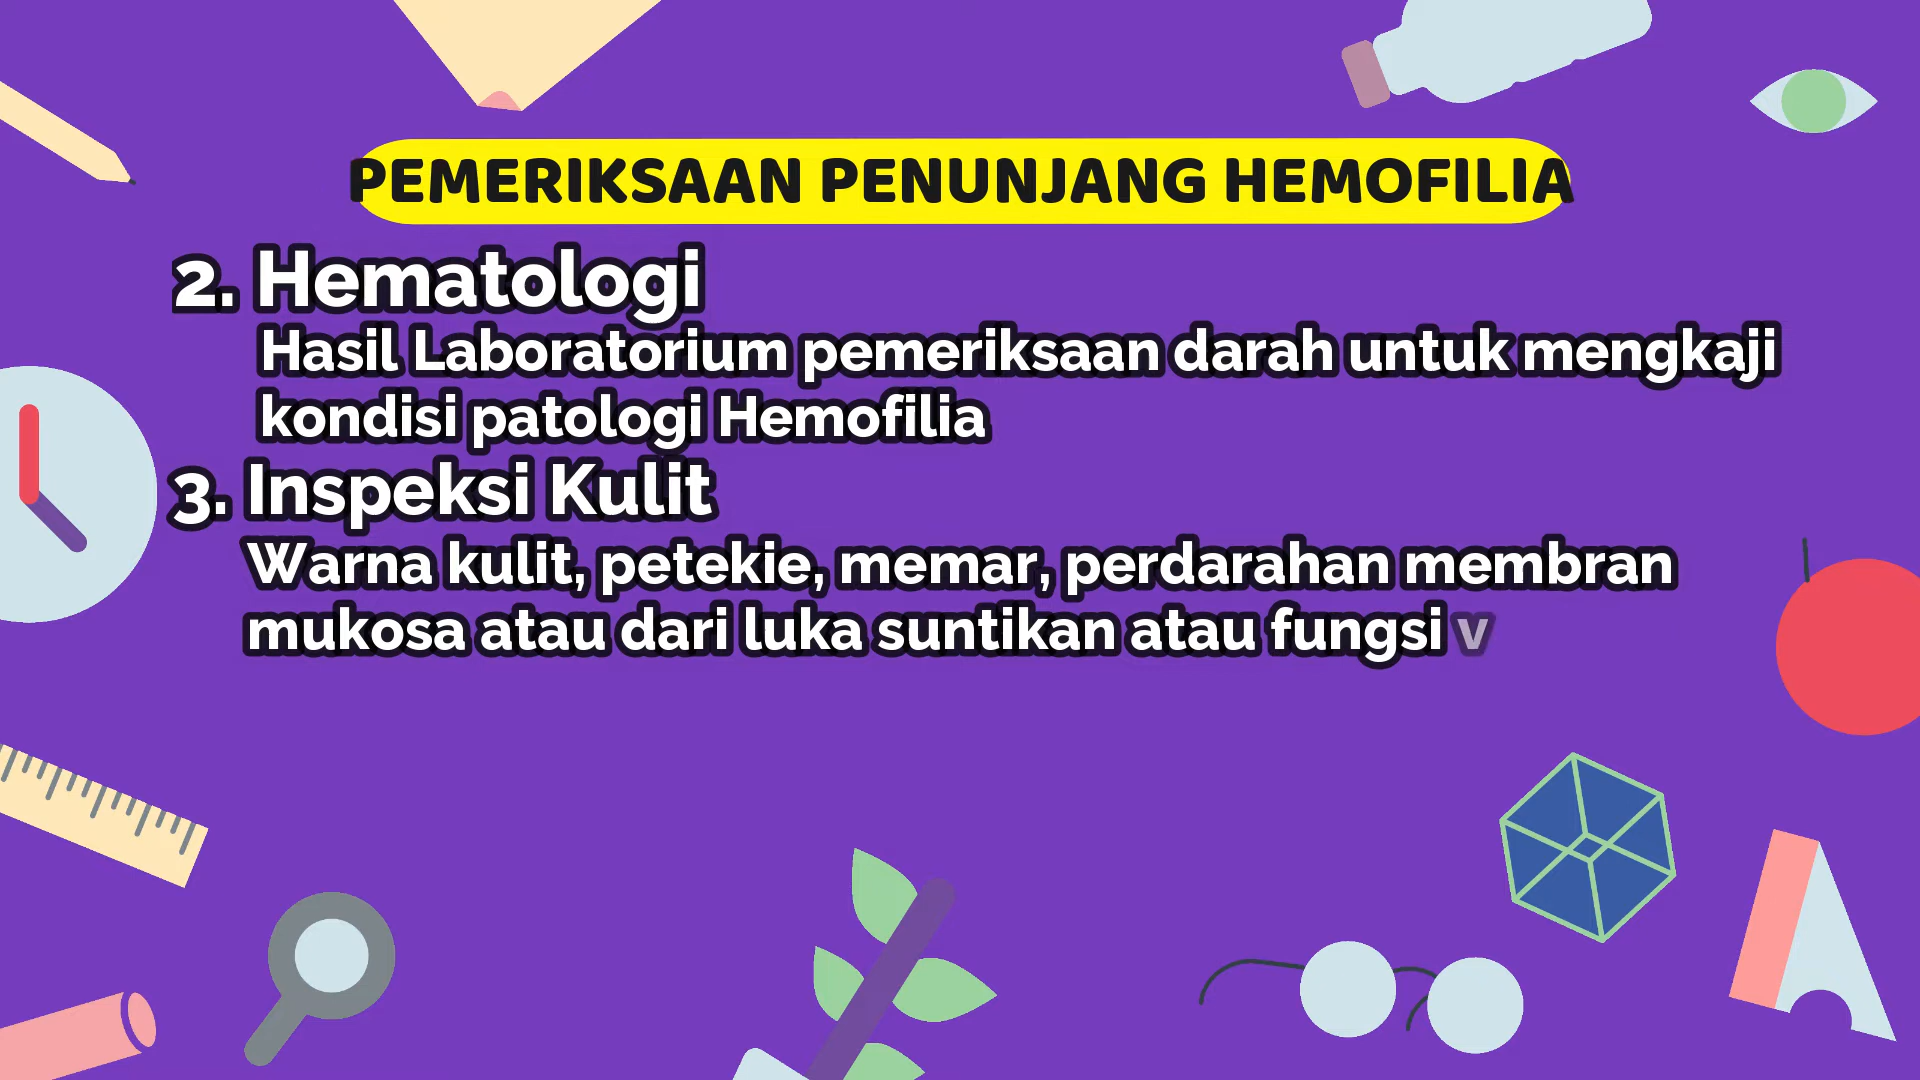 PEMERIKSAAN PENUNJANG HEMOFILIA
2. Hematologi
Hasil Laboratorium pemeriksaan darah untuk mengkaji
kondisi patologi Hemofilia
3. Inspeksi Kulit
Warna kulit, petekie, memar, perdarahan membran
mukosa atau dari luka suntikan atau fungsi v